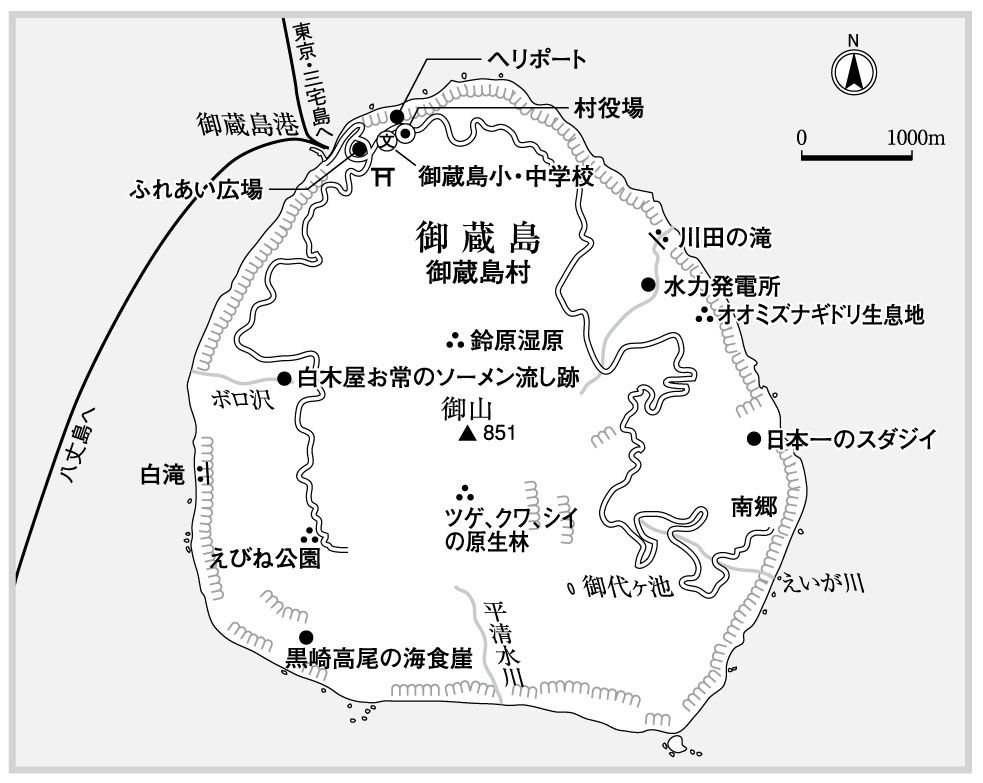 東京・三宅島へ
ヘリポート
N
村役場
0 1000m
御蔵島港
文
ふれあい広場
御蔵島小・中学校
御蔵島
御蔵島村
川田の滝
水力発電所
オオミズナギドリ生息地
鈴原湿原
白木屋お常のソーメン流し跡
ボロ沢
御山
851
八丈島へ
日本一のスダジイ
白滝
ツゲ、クワ、シイ
の原生林
南郷
えびね公園
御代ヶ池
えいが川
平清水川
黒崎高尾の海食崖